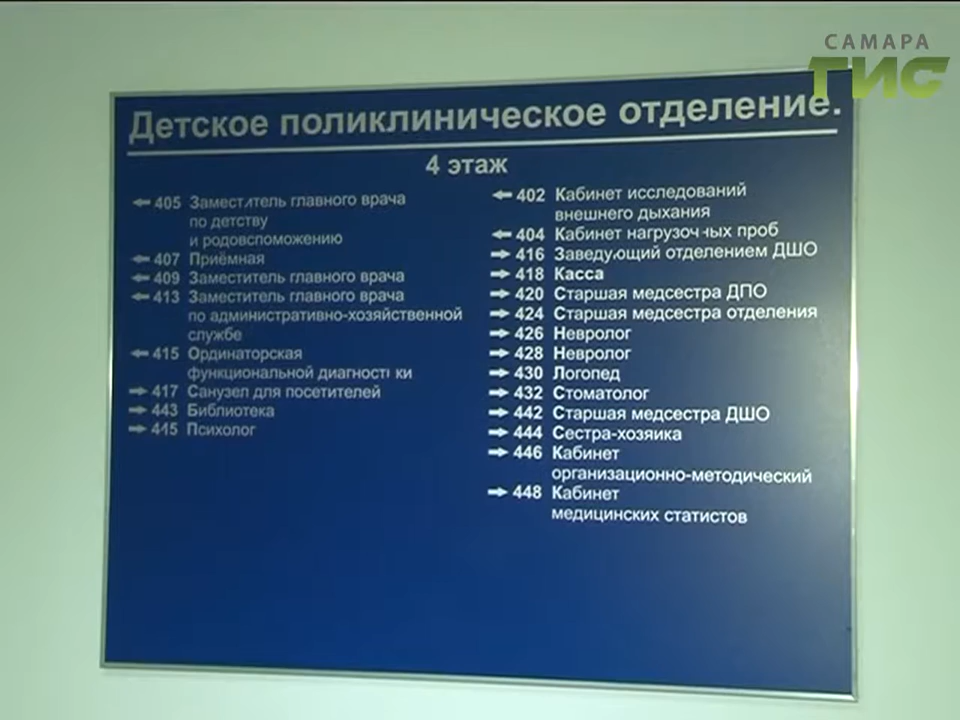 САМАРА
ГИС
Детское поликлиническое отделение.
4 этаж
405 Заместитель главного врача
по детству
и родовспоможению
407 Приёмная
409 Заместитель главного врача
413 Заместитель главного врача
по административно-хозяйственной
службе
415 Ординаторская
функциональной диагностики
417 Санузел для посетителей
443 Библиотека
445 Психолог
402 Кабинет исследований
внешнего дыхания
404 Кабинет нагрузочных проб
416 Заведующий отделением ДШО
418 Касса
420 Старшая медсестра ДПО
424 Старшая медсестра отделения
426 Невролог
428 Невролог
430 Логопед
432 Стоматолог
442 Старшая медсестра ДШО
444 Сестра-хозяика
446 Кабинет
организационно-методический
448 Кабинет
медицинских статистов